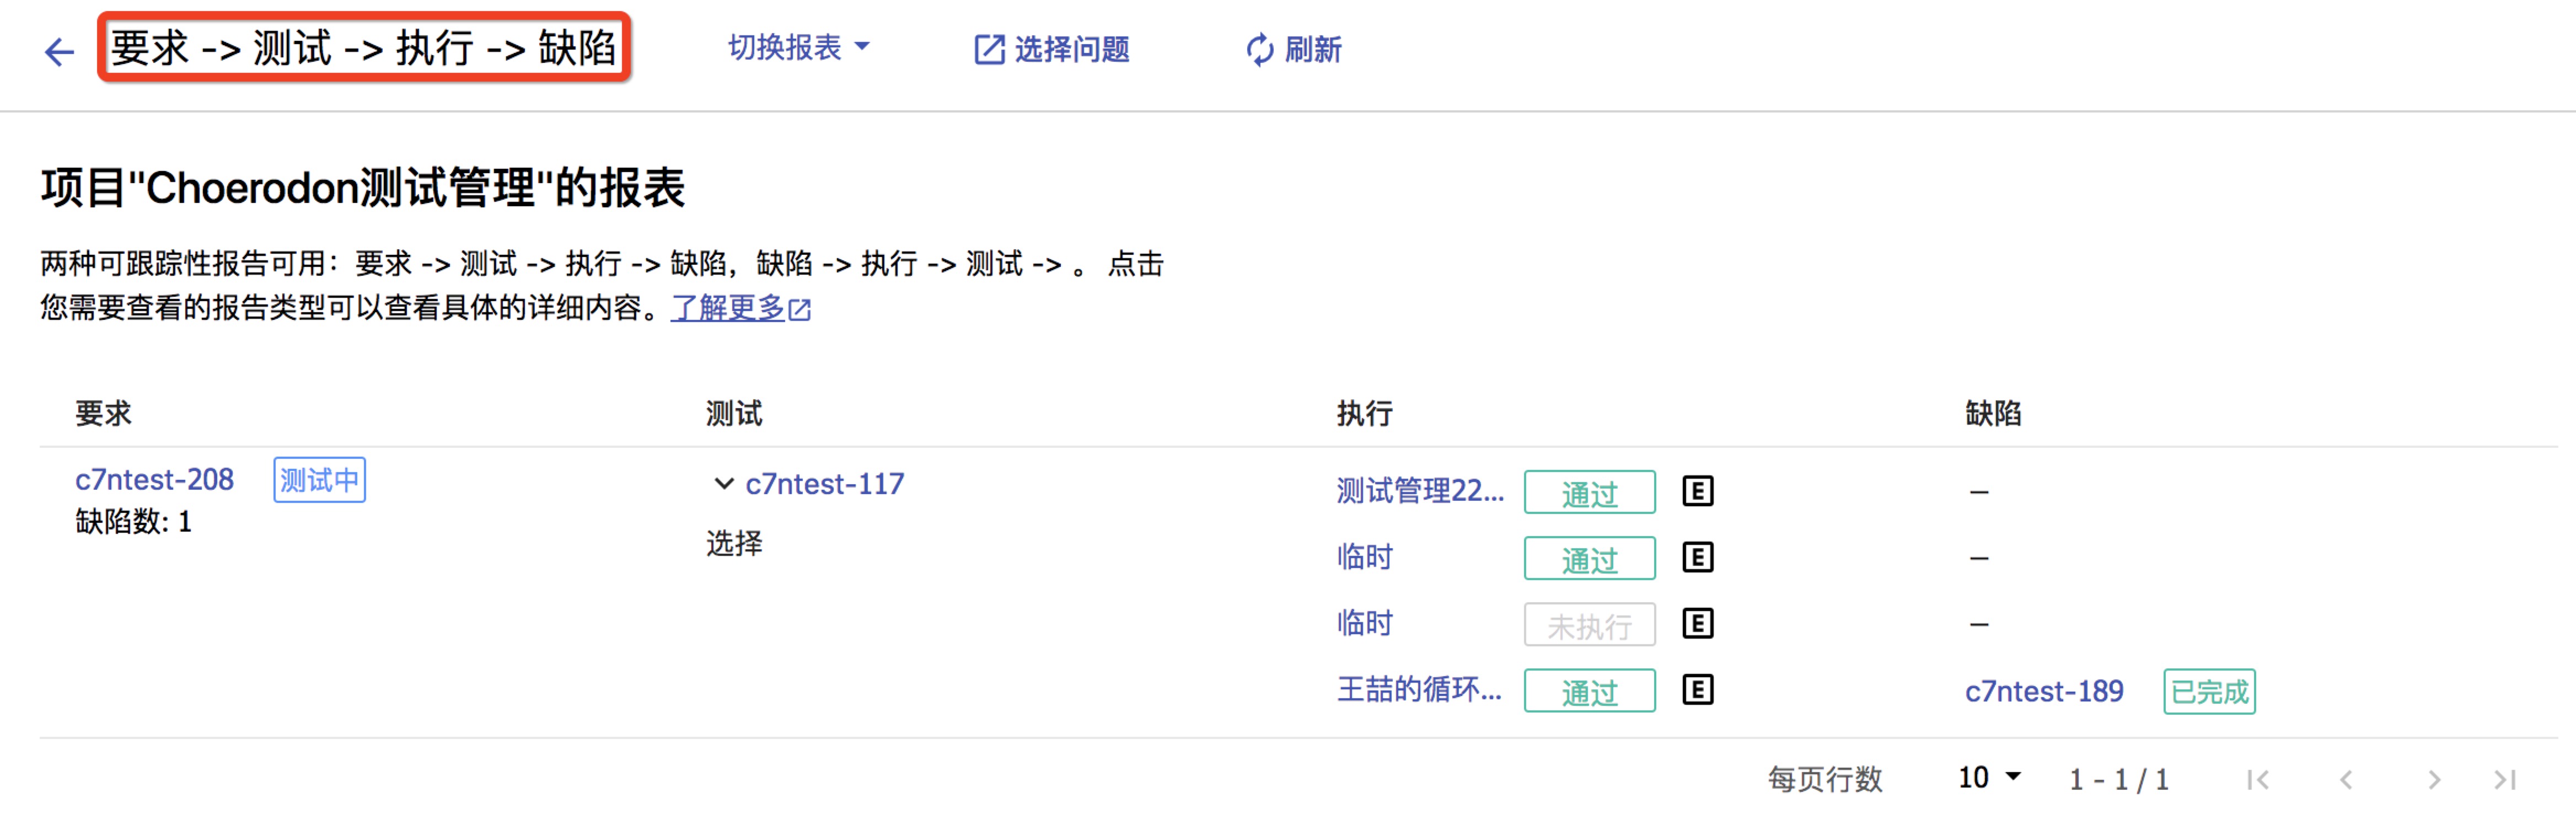 要求 -> 测试 -> 执行 -> 缺陷 切换报表 选择问题 刷新
项目"Choerodon测试管理"的报表
两种可跟踪性报告可用：要求 -> 测试 -> 执行 -> 缺陷，缺陷 -> 执行 -> 测试 -> 。 点击
您需要查看的报告类型可以查看具体的详细内容。了解更多
要求 测试 执行 缺陷
c7ntest-208 测试中 c7ntest-117 测试管理22... 通过 E –
缺陷数: 1 选择
临时 通过 E –
临时 未执行 E –
王喆的循环... 通过 E c7ntest-189 已完成
每页行数 10 1 - 1 / 1